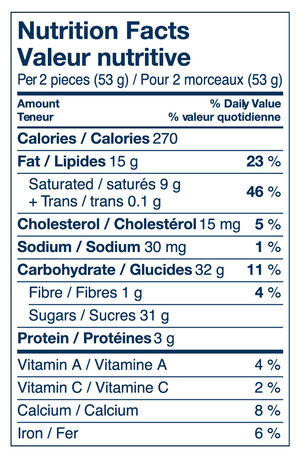 Nutrition Facts
Valeur nutritive
Per 2 pieces (53 g) / Pour 2 morceaux (53 g)
Amount % Daily Value
Teneur % valeur quotidienne
Calories / Calories 270
Fat / Lipides 15 g 23 %
Saturated / saturés 9 g
+ Trans / trans 0.1 g 46 %
Cholesterol / Cholestérol 15 mg 5 %
Sodium / Sodium 30 mg 1 %
Carbohydrate / Glucides 32 g 11 %
Fibre / Fibres 1 g 4 %
Sugars / Sucres 31 g
Protein / Protéines 3 g
Vitamin A / Vitamine A 4 %
Vitamin C / Vitamine C 2 %
Calcium / Calcium 8 %
Iron / Fer 6 %